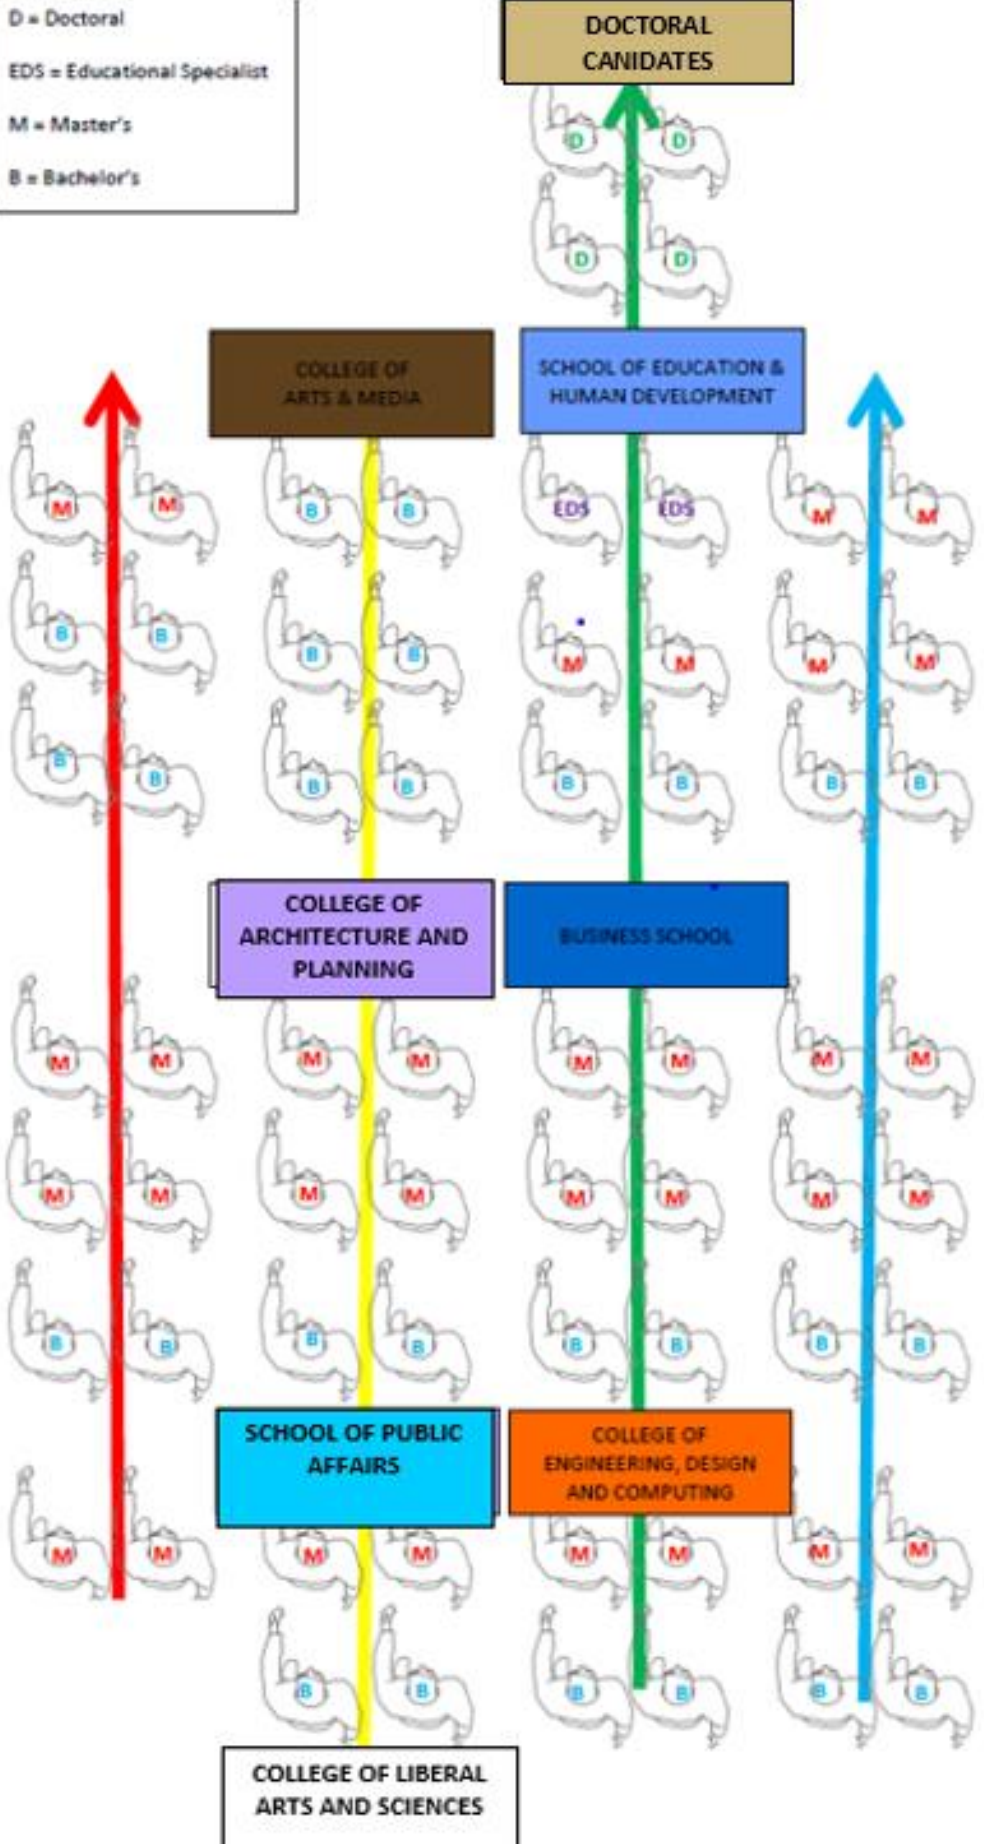 D = Doctoral
EDS = Educational Specialist
M = Master's
B = Bachelor's
DOCTORAL
CANIDATES
D D
D D
COLLEGE OF
ARTS & MEDIA
SCHOOL OF EDUCATION &
HUMAN DEVELOPMENT
M M B B EDS EDS M M
B B B B M M M M
B B B B B B B B
COLLEGE OF
ARCHITECTURE AND
PLANNING
BUSINESS SCHOOL
M M M M M M M M
M M M M M M M M
B B B B B B B B
SCHOOL OF PUBLIC
AFFAIRS
COLLEGE OF
ENGINEERING, DESIGN
AND COMPUTING
M M M M M M M M
B B B B B B
COLLEGE OF LIBERAL
ARTS AND SCIENCES